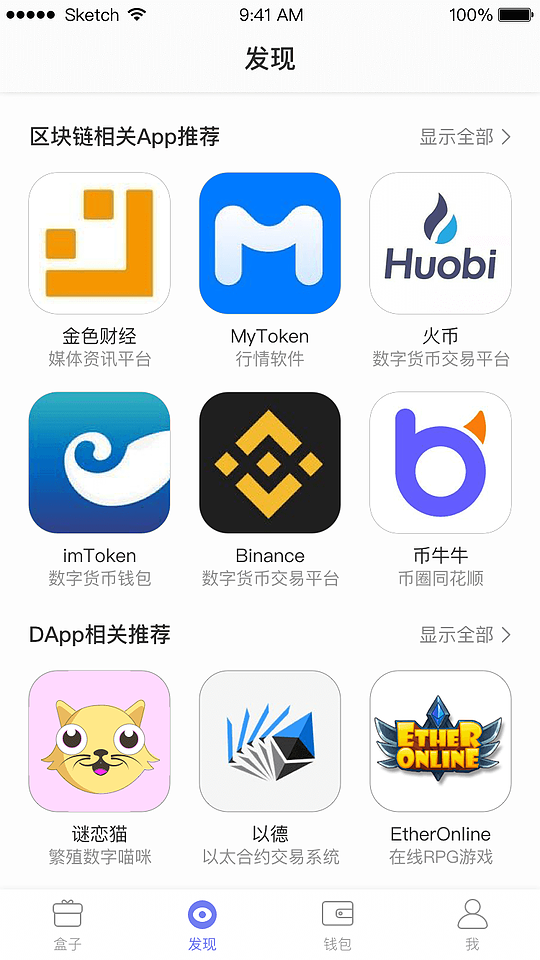 Sketch 9:41 AM 100%
发现
区块链相关App推荐 显示全部
Huobi
金色财经 MyToken 火币
媒体资讯平台 行情软件 数字货币交易平台
imToken Binance 币牛牛
数字货币钱包 数字货币交易平台 币圈同花顺
DApp相关推荐 显示全部
ETHER
ONLINE
谜恋猫 以德 EtherOnline
繁殖数字喵咪 以太合约交易系统 在线RPG游戏
盒子 发现 钱包 我